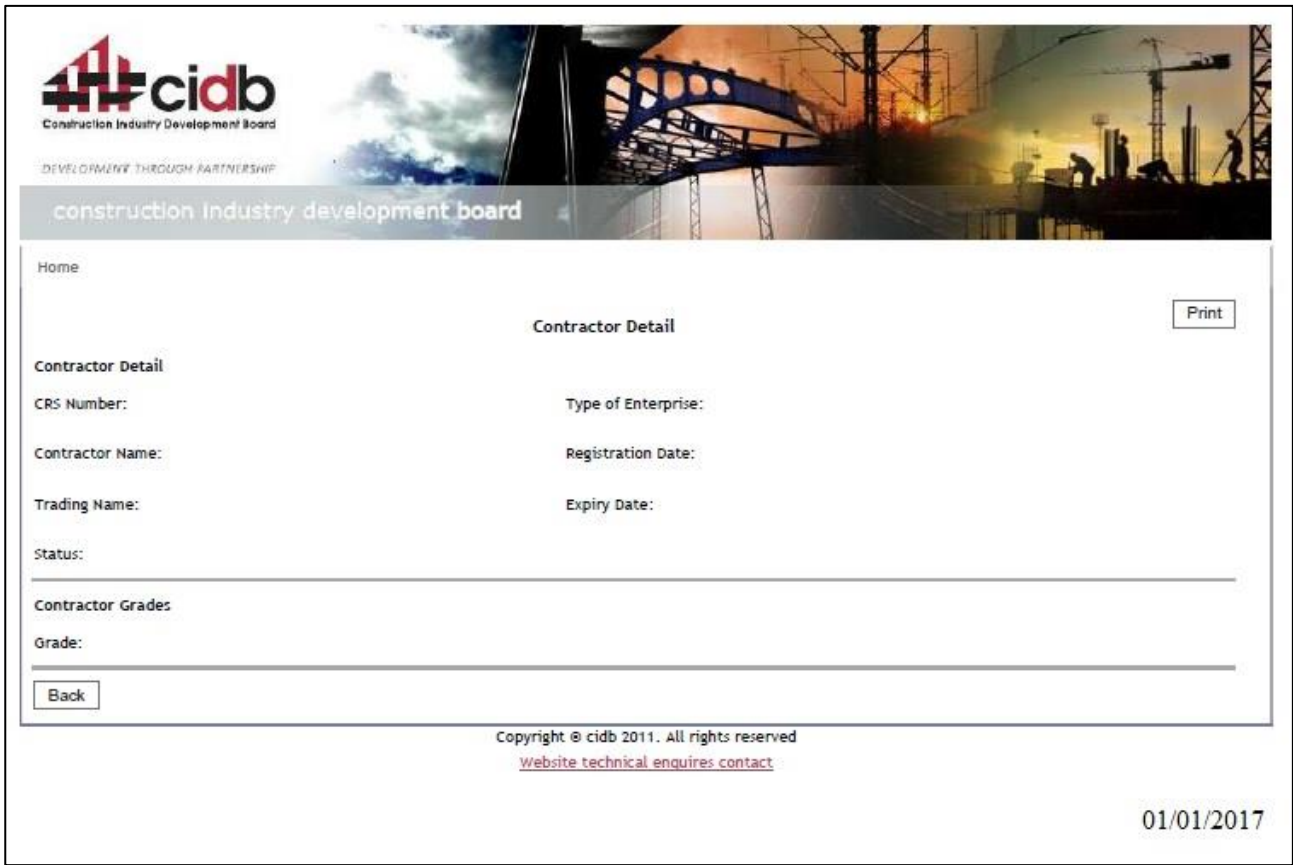 cidb
Construction Industry Development Board
DEVELOPMENT THROUGH PARTNERSHIP
construction industry development board
Home
Print
Contractor Detail
Contractor Detail
CRS Number: Type of Enterprise:
Contractor Name: Registration Date:
Trading Name: Expiry Date:
Status:
Contractor Grades
Grade:
Back
Copyright © cidb 2011. All rights reserved
Website technical enquires contact
01/01/2017